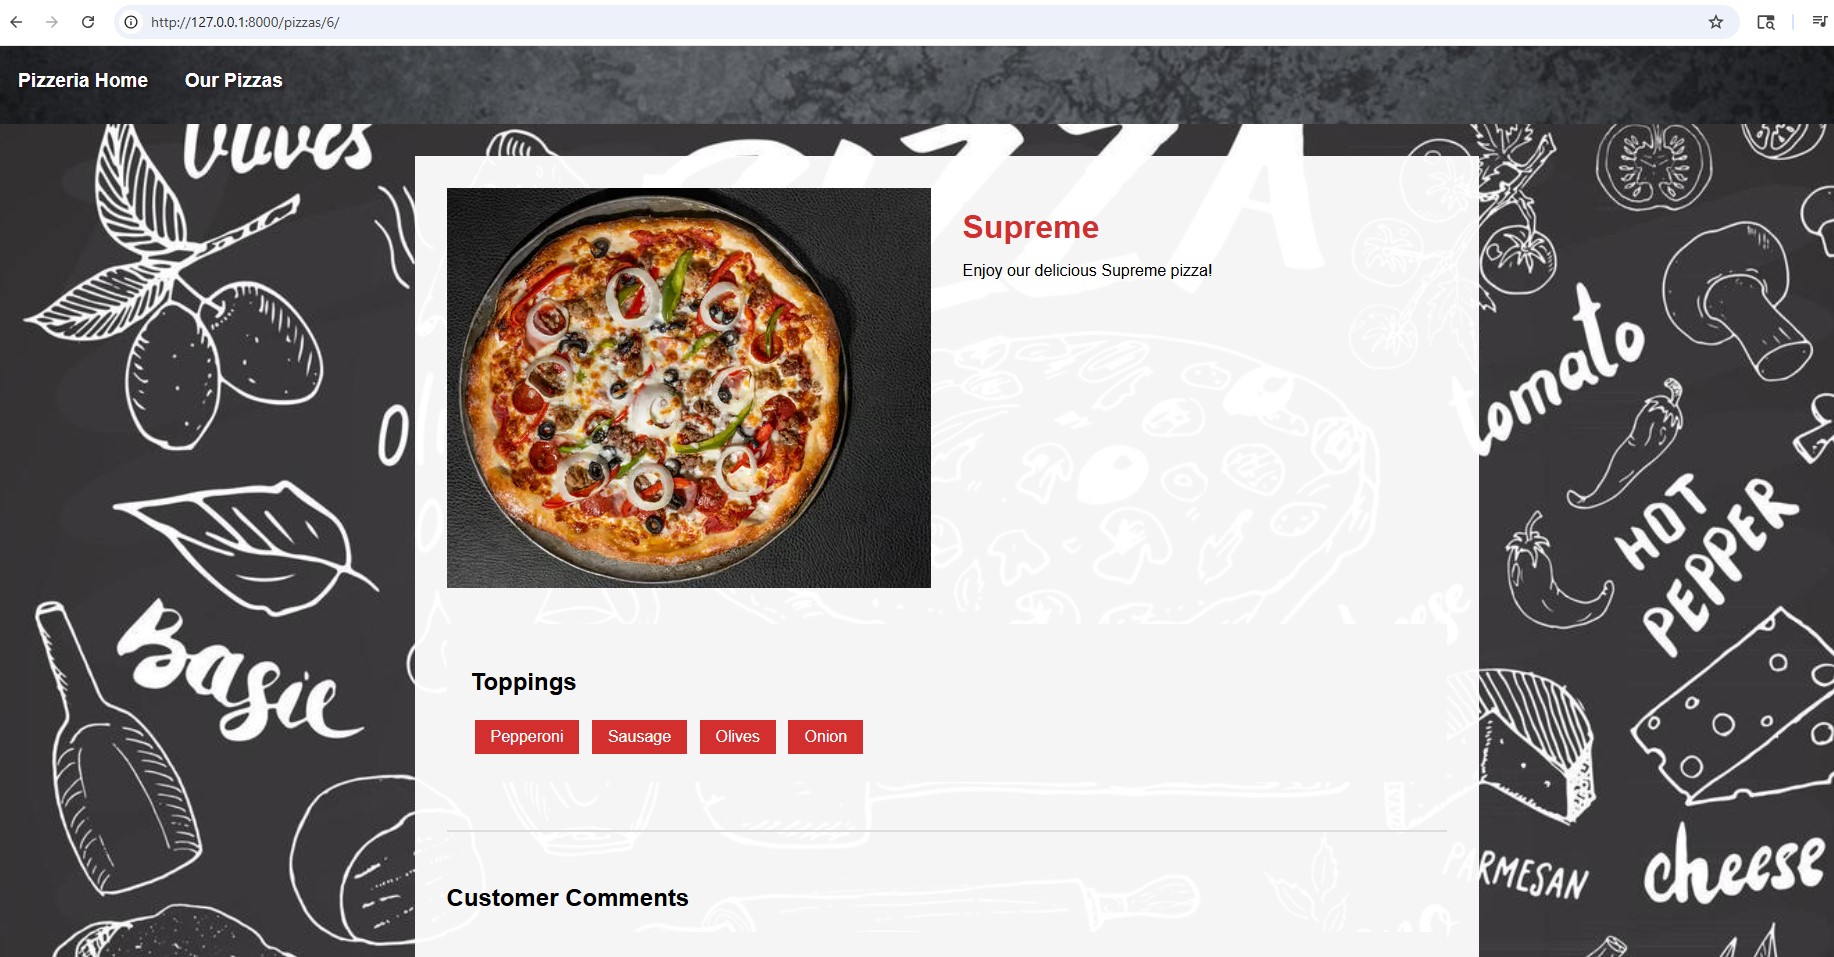 http://127.0.0.1:8000/pizzas/6/
Pizzeria Home
Our Pizzas
Olives
PIZZA
Supreme
Enjoy our delicious Supreme pizza!
tomato
HOT
PEPPER
Basil
Toppings
Pepperoni Sausage Olives Onion
PARMESAN
cheese
Customer Comments